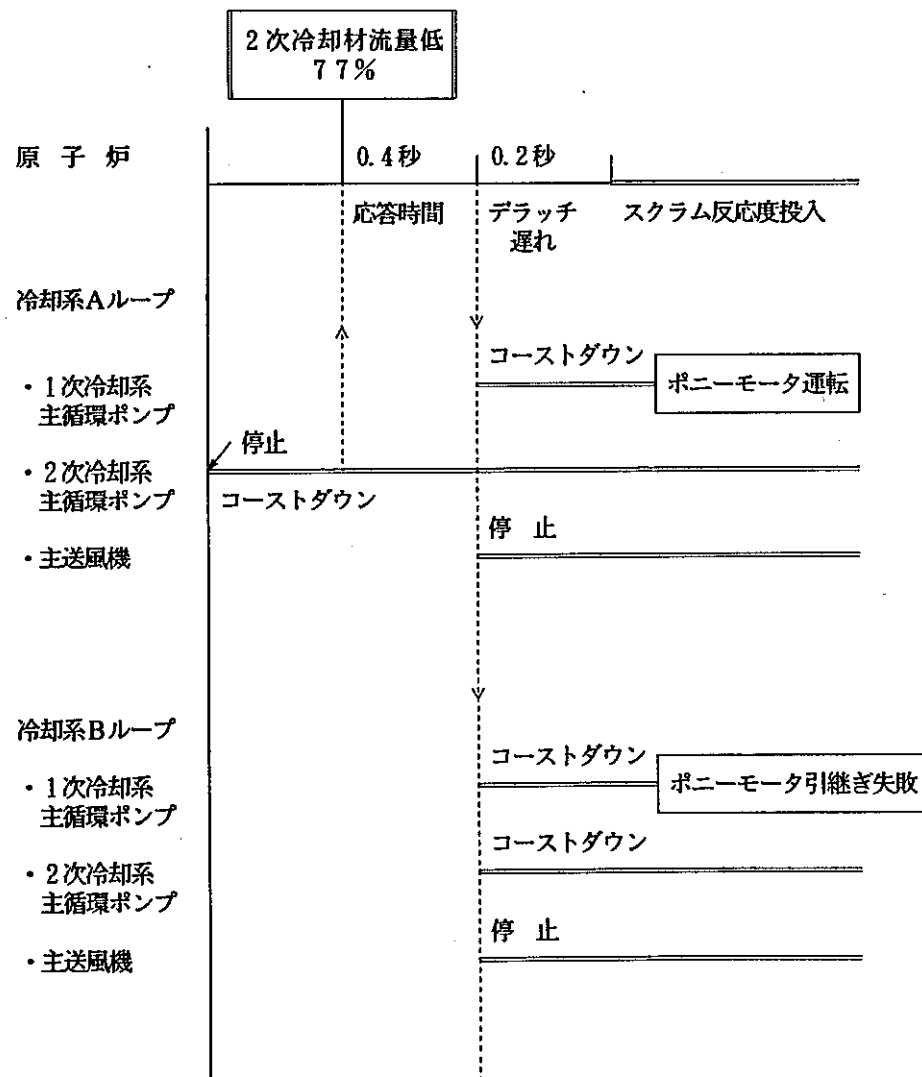 2次冷却材流量低
77%
原 子 炉
0.4秒
0.2秒
応答時間
デラッチ
遅れ
スクラム反応度投入
冷却系Aループ
コーストダウン
・1次冷却系
主循環ポンプ
ポニーモータ運転
停止
・2次冷却系
主循環ポンプ
コーストダウン
停 止
・主送風機
冷却系Bループ
コーストダウン
・1次冷却系
主循環ポンプ
ポニーモータ引継ぎ失敗
コーストダウン
・2次冷却系
主循環ポンプ
停 止
・主送風機